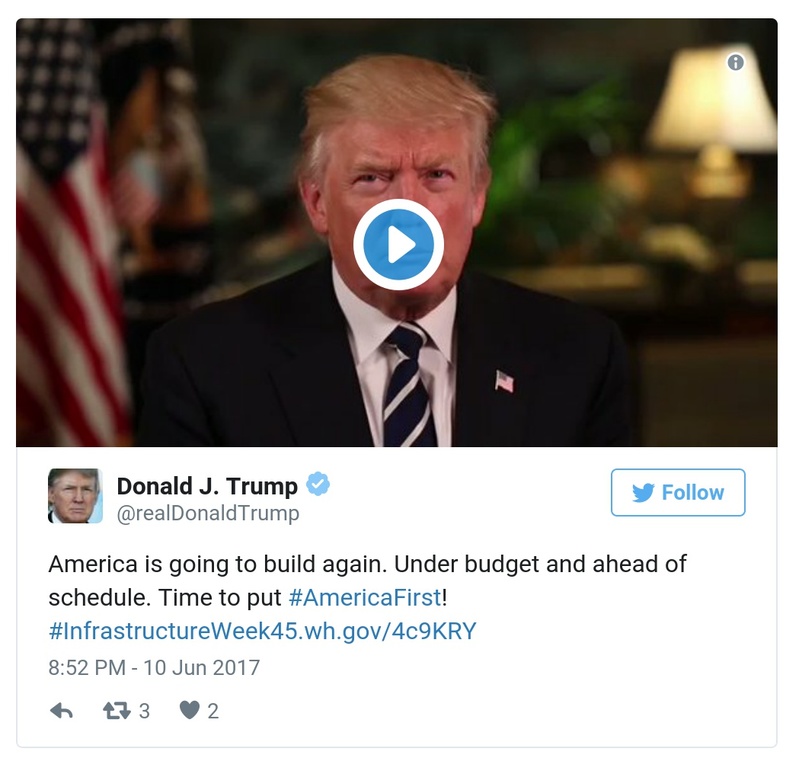 Donald J. Trump
@realDonaldTrump
Follow
America is going to build again. Under budget and ahead of
schedule. Time to put #AmericaFirst!
#InfrastructureWeek45.wh.gov/4c9KRY
8:52 PM - 10 Jun 2017
3 2